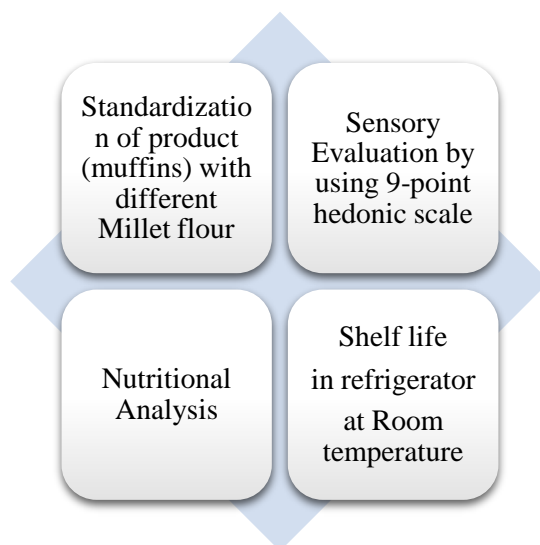 Standardizatio
n of product
(muffins) with
different
Millet flour
Sensory
Evaluation by
using 9-point
hedonic scale
Nutritional
Analysis
Shelf life
in refrigerator
at Room
temperature